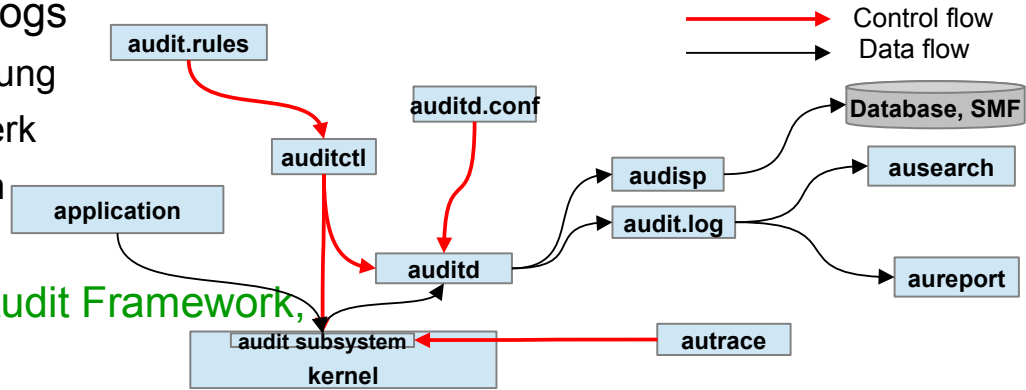 ogs
ung
erk
n
udit Framework,
Control flow
Data flow
audit.rules
auditd.conf
Database, SMF
auditctl
audisp
ausearch
application
audit.log
auditd
aureport
audit subsystem
autrace
kernel